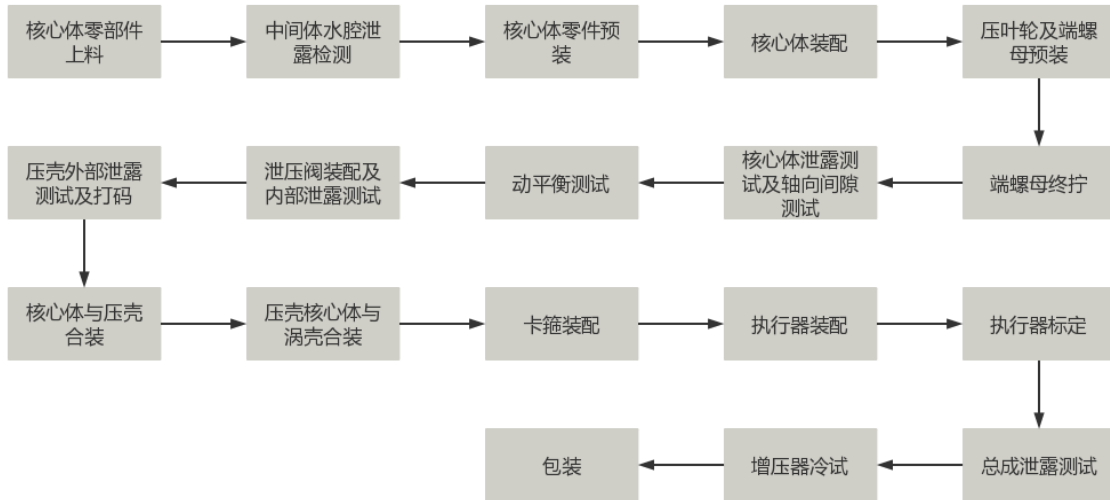 核心体零部件
上料
中间体水腔泄
露检测
核心体零件预
装
核心体装配
压叶轮及端螺
母预装
端螺母终拧
核心体泄露测
试及轴向间隙
测试
动平衡测试
泄压阀装配及
内部泄露测试
压壳外部泄露
测试及打码
核心体与压壳
合装
压壳核心体与
涡壳合装
卡箍装配
执行器装配
执行器标定
总成泄露测试
增压器冷试
包装